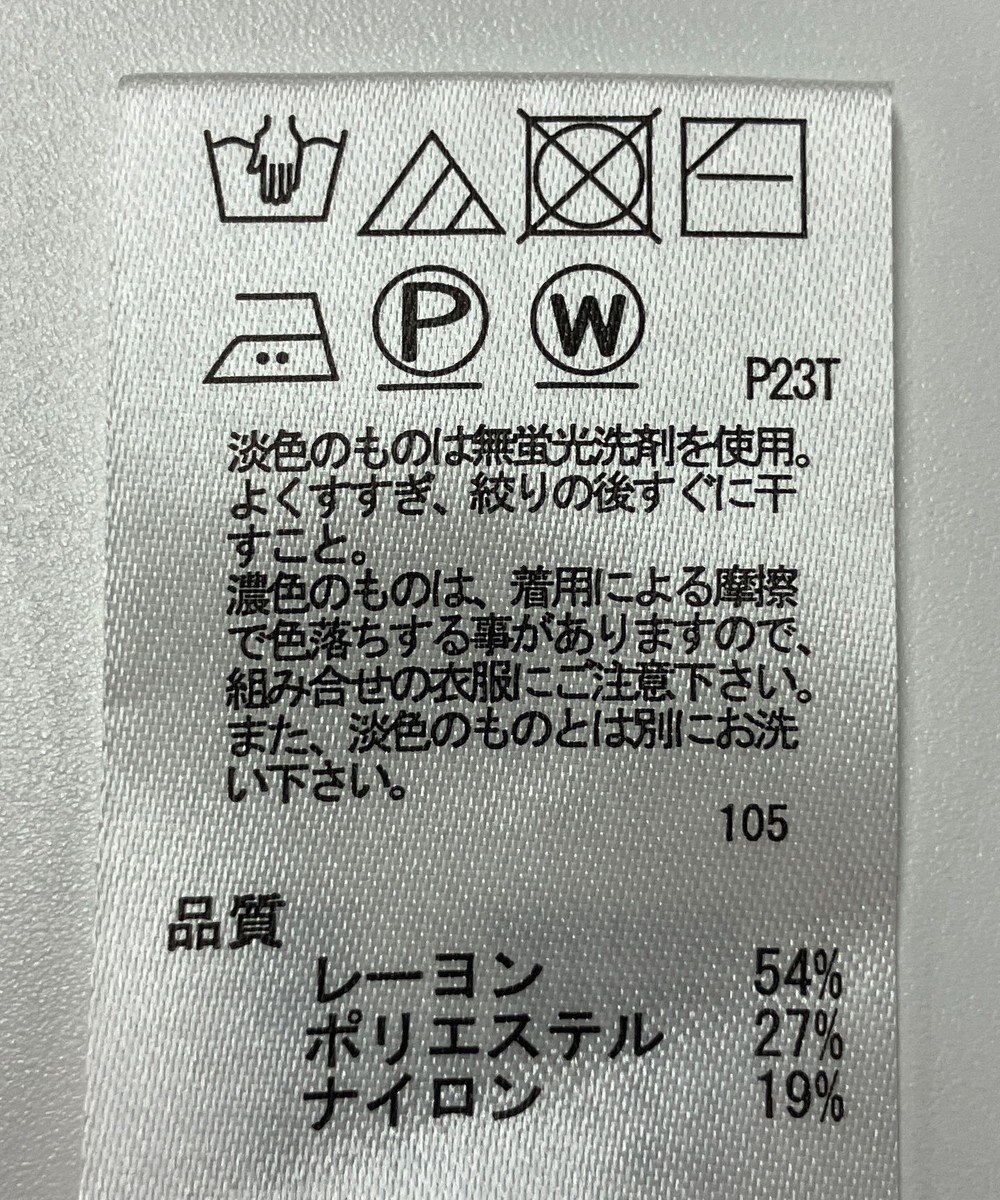 P W
P23T
淡色のものは無蛍光洗剤を使用。
よくすすぎ、絞りの後すぐに干
すこと。
濃色のものは、着用による摩擦
で色落ちする事がありますので、
組み合せの衣服にご注意下さい。
また、淡色のものとは別にお洗
い下さい。
105
品質
レーヨン 54%
ポリエステル 27%
ナイロン 19%